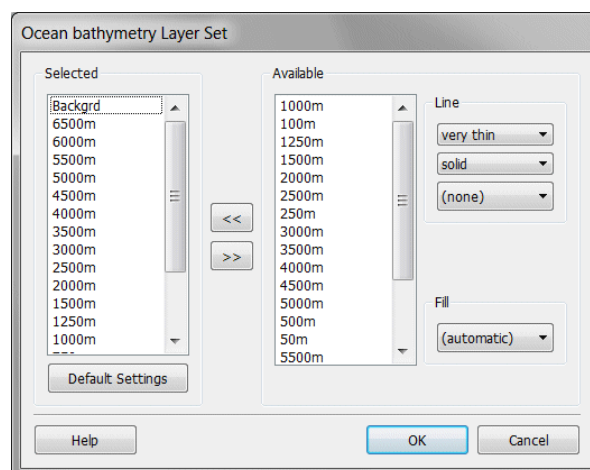 Ocean bathymetry Layer Set
Selected
Backgrd
6500m
6000m
5500m
5000m
4500m
4000m
3500m
3000m
2500m
2000m
1500m
1250m
1000m
Default Settings
<<
>>
Available
1000m
100m
1250m
1500m
2000m
2500m
250m
3000m
3500m
4000m
4500m
5000m
500m
50m
5500m
Line
very thin
solid
(none)
Fill
(automatic)
Help
OK
Cancel